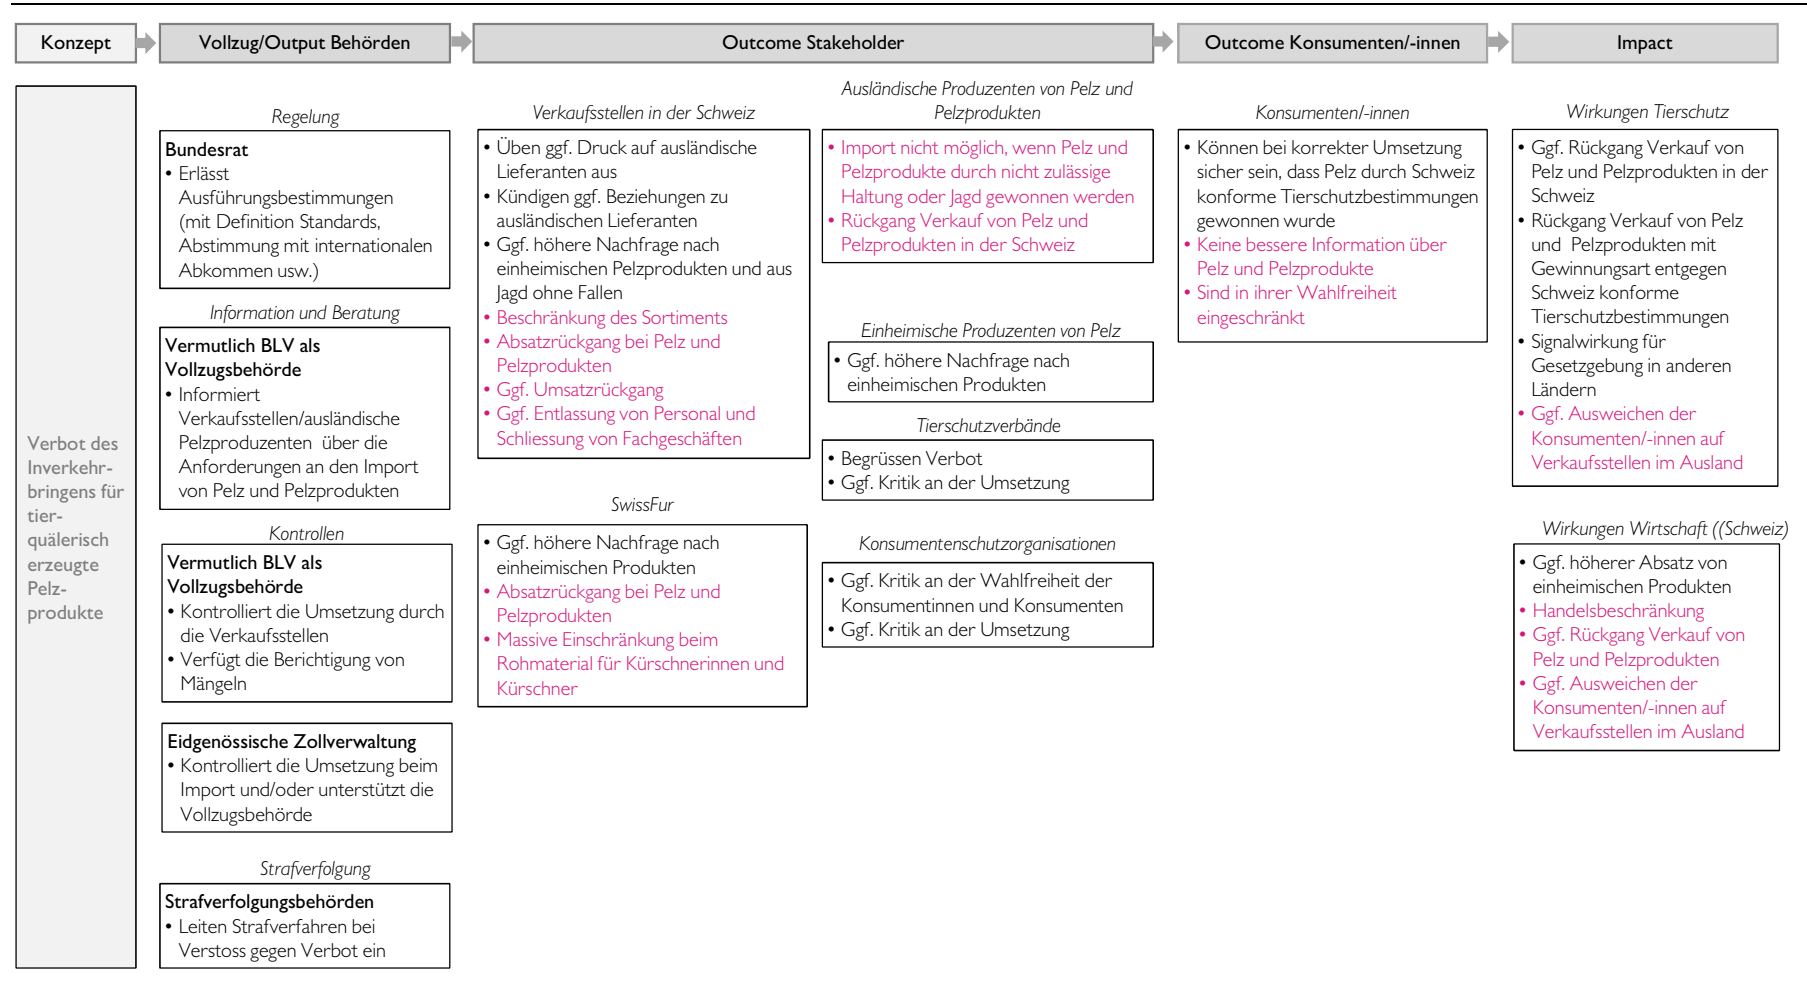 Konzept
Vollzug/Output Behörden
Outcome Stakeholder
Outcome Konsumenten/-innen
Impact
Verbot des
Inverkehr-
bringens für
tier-
quälerisch
erzeugte
Pelz-
produkte
Regelung
Bundesrat
• Erlässt
Ausführungsbestimmungen
(mit Definition Standards,
Abstimmung mit internationalen
Abkommen usw.)
Information und Beratung
Vermutlich BLV als
Vollzugsbehörde
• Informiert
Verkaufsstellen/ausländische
Pelzproduzenten über die
Anforderungen an den Import
von Pelz und Pelzprodukten
Kontrollen
Vermutlich BLV als
Vollzugsbehörde
• Kontrolliert die Umsetzung durch
die Verkaufsstellen
• Verfügt die Berichtigung von
Mängeln
Eidgenössische Zollverwaltung
• Kontrolliert die Umsetzung beim
Import und/oder unterstützt die
Vollzugsbehörde
Strafverfolgung
Strafverfolgungsbehörden
• Leiten Strafverfahren bei
Verstoss gegen Verbot ein
Verkaufsstellen in der Schweiz
• Üben ggf. Druck auf ausländische
Lieferanten aus
• Kündigen ggf. Beziehungen zu
ausländischen Lieferanten
• Ggf. höhere Nachfrage nach
einheimischen Pelzprodukten und aus
Jagd ohne Fallen
• Beschränkung des Sortiments
• Absatzrückgang bei Pelz und
Pelzprodukten
• Ggf. Umsatzrückgang
• Ggf. Entlassung von Personal und
Schliessung von Fachgeschäften
SwissFur
• Ggf. höhere Nachfrage nach
einheimischen Produkten
• Absatzrückgang bei Pelz und
Pelzprodukten
• Massive Einschränkung beim
Rohmaterial für Kürschnerinnen und
Kürschner
Ausländische Produzenten von Pelz und
Pelzprodukten
• Import nicht möglich, wenn Pelz und
Pelzprodukte durch nicht zulässige
Haltung oder Jagd gewonnen werden
• Rückgang Verkauf von Pelz und
Pelzprodukten in der Schweiz
Einheimische Produzenten von Pelz
• Ggf. höhere Nachfrage nach
einheimischen Produkten
Tierschutzverbände
• Begrüssen Verbot
• Ggf. Kritik an der Umsetzung
Konsumentenschutzorganisationen
• Ggf. Kritik an der Wahlfreiheit der
Konsumentinnen und Konsumenten
• Ggf. Kritik an der Umsetzung
Konsumenten/-innen
• Können bei korrekter Umsetzung
sicher sein, dass Pelz durch Schweiz
konforme Tierschutzbestimmungen
gewonnen wurde
• Keine bessere Information über
Pelz und Pelzprodukte
• Sind in ihrer Wahlfreiheit
eingeschränkt
Wirkungen Tierschutz
• Ggf. Rückgang Verkauf von
Pelz und Pelzprodukten in der
Schweiz
• Rückgang Verkauf von Pelz
und Pelzprodukten mit
Gewinnungsart entgegen
Schweiz konforme
Tierschutzbestimmungen
• Signalwirkung für
Gesetzgebung in anderen
Ländern
• Ggf. Ausweichen der
Konsumenten/-innen auf
Verkaufsstellen im Ausland
Wirkungen Wirtschaft ((Schweiz)
• Ggf. höherer Absatz von
einheimischen Produkten
• Handelsbeschränkung
• Ggf. Rückgang Verkauf von
Pelz und Pelzprodukten
• Ggf. Ausweichen der
Konsumenten/-innen auf
Verkaufsstellen im Ausland